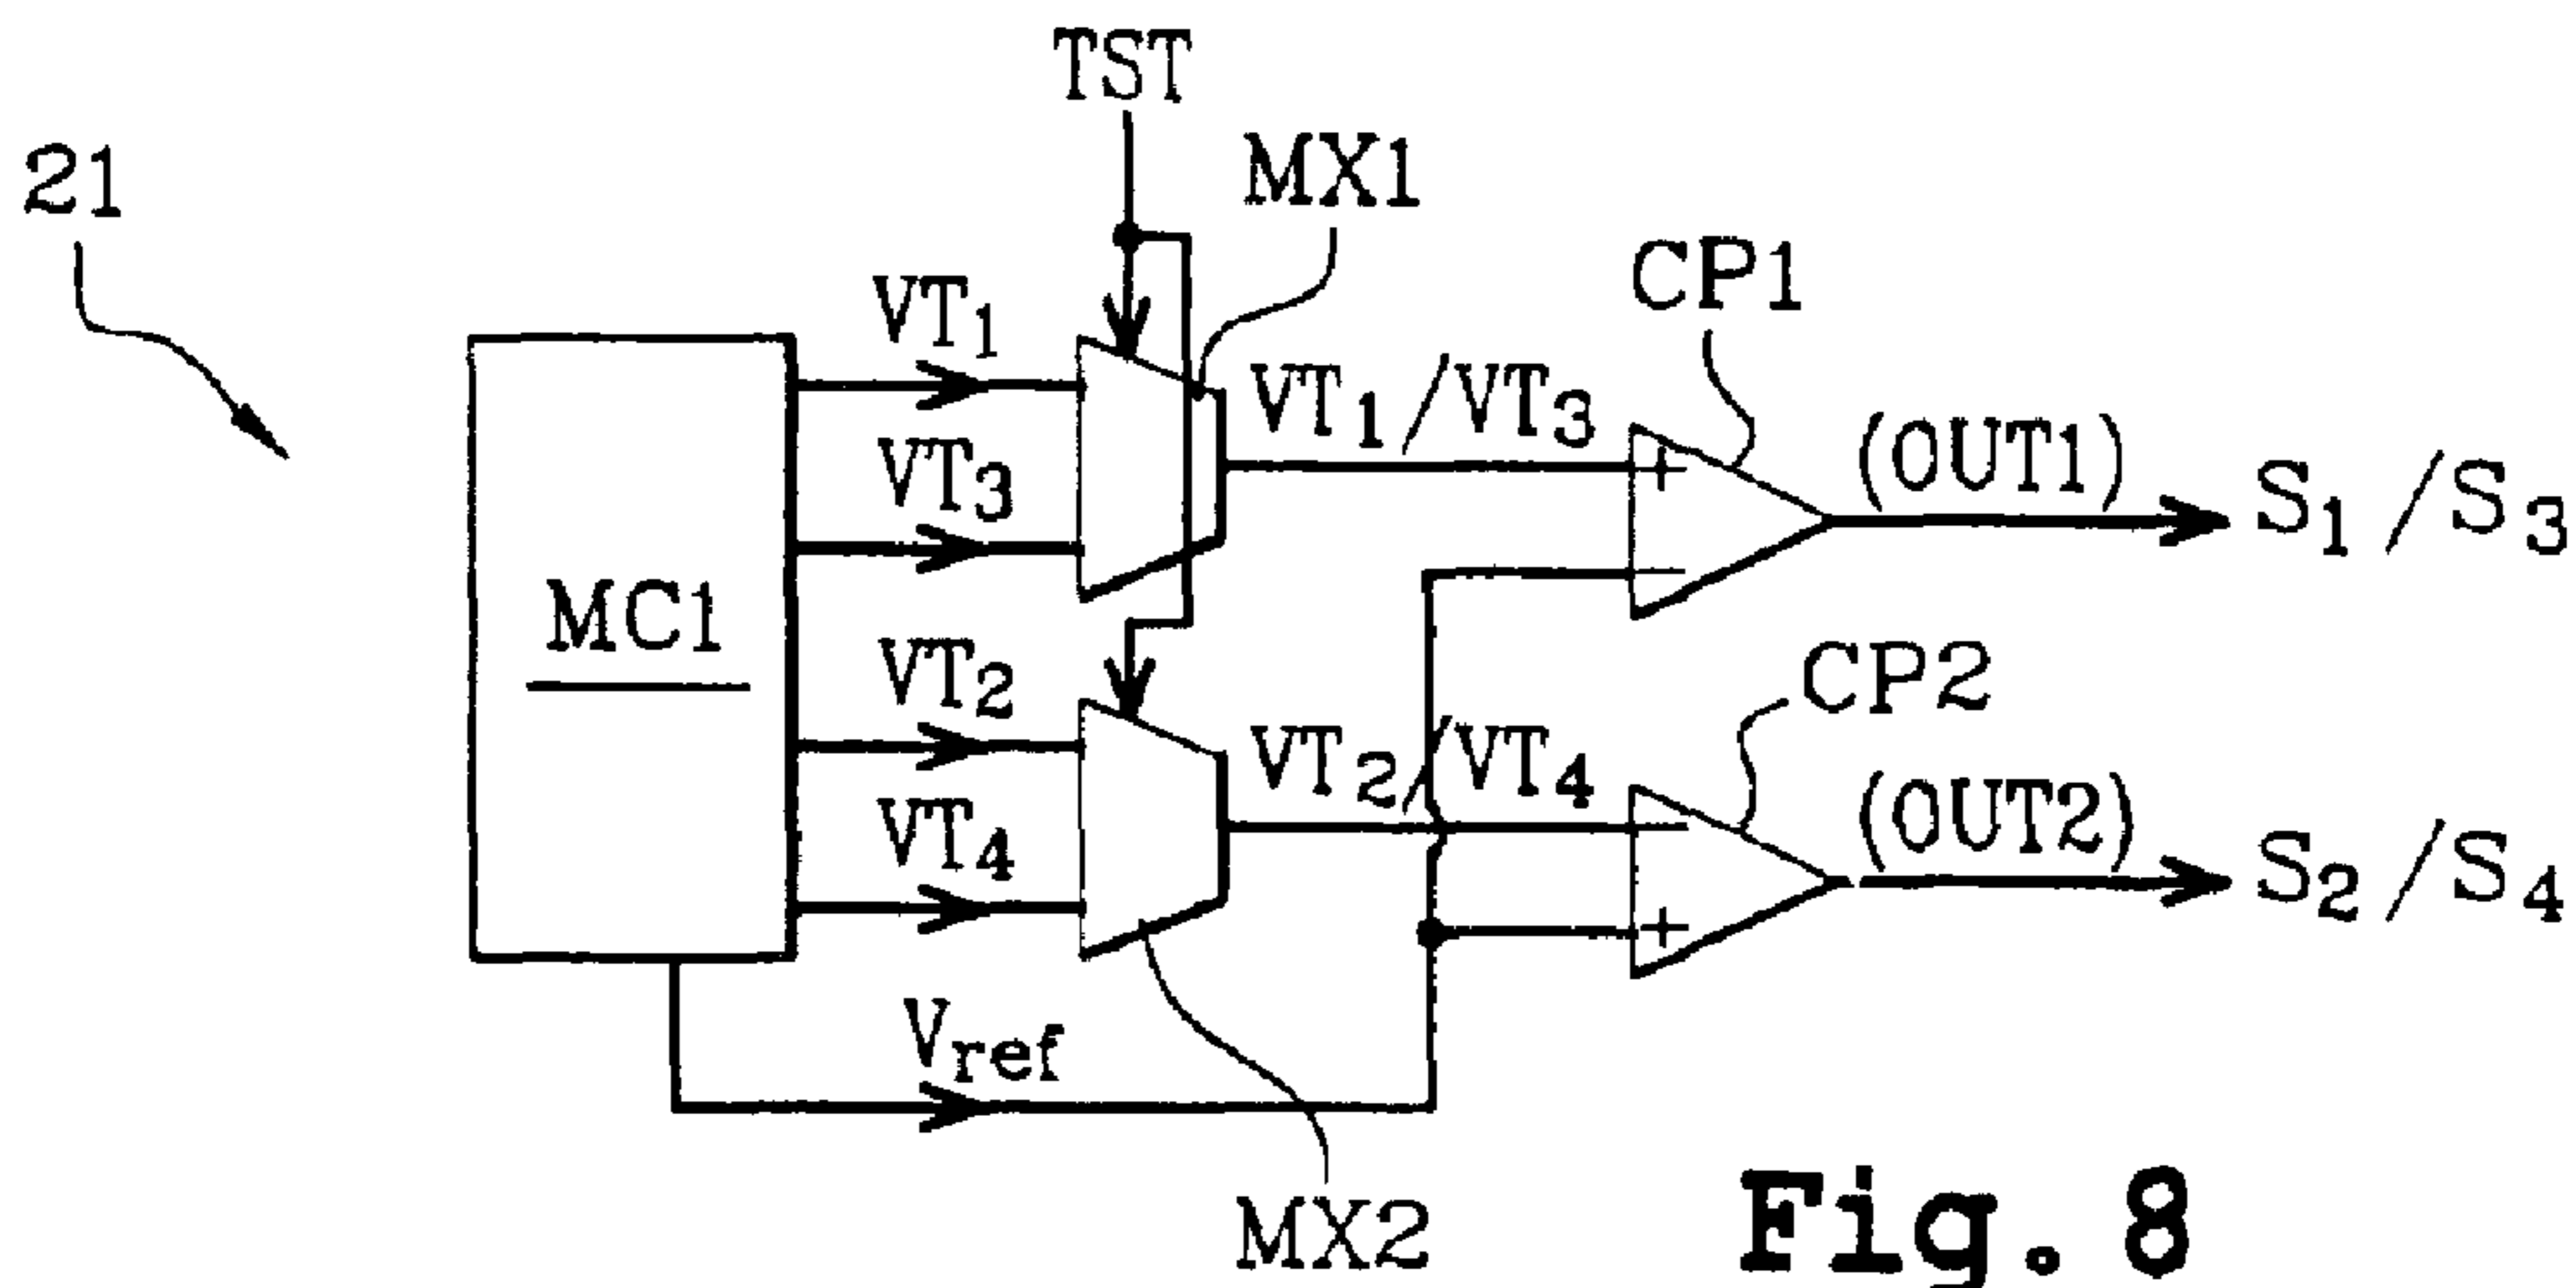 TST
21
MX1
VT1
CP1
VT1/VT3
(OUT1)
VT3
S1/S3
MC1
VT2
CP2
VT2/VT4
(OUT2)
VT4
S2/S4
Vref
MX2
Fig. 8
+
−
−
+